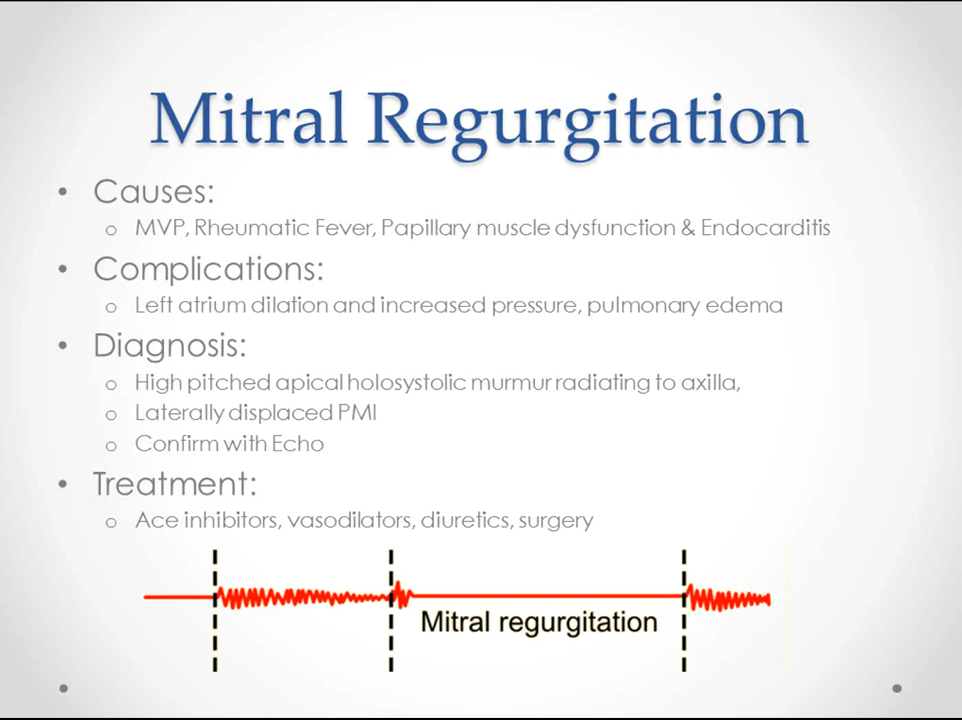 Mitral Regurgitation
• Causes:
o MVP, Rheumatic Fever, Papillary muscle dysfunction & Endocarditis
• Complications:
o Left atrium dilation and increased pressure, pulmonary edema
• Diagnosis:
o High pitched apical holosystolic murmur radiating to axilla,
o Laterally displaced PMI
o Confirm with Echo
• Treatment:
o Ace inhibitors, vasodilators, diuretics, surgery
Mitral regurgitation